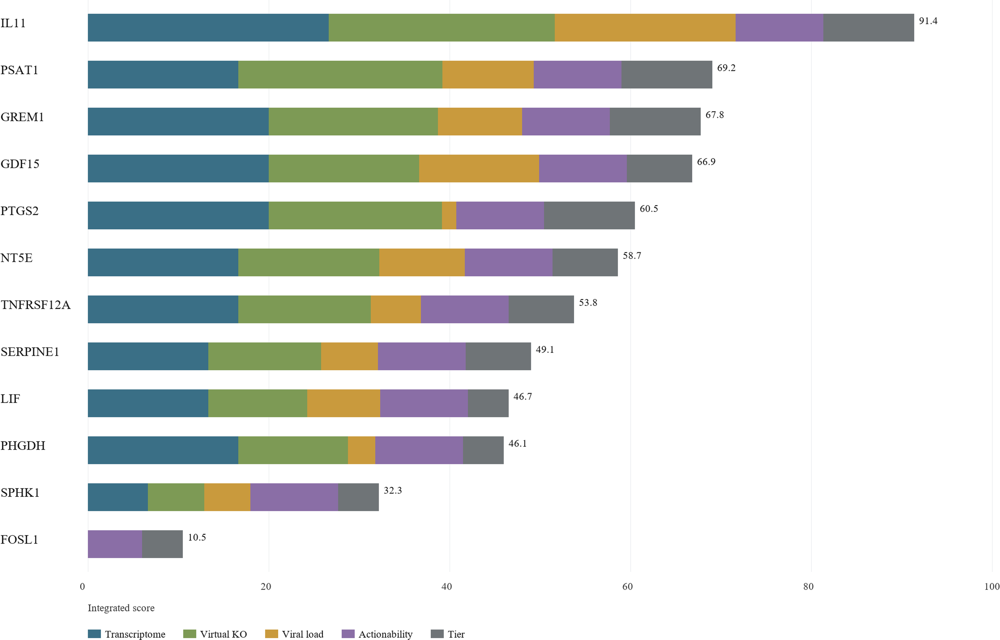 IL11 91.4
PSAT1 69.2
GREM1 67.8
GDF15 66.9
PTGS2 60.5
NT5E 58.7
TNFRSF12A 53.8
SERPINE1 49.1
LIF 46.7
PHGDH 46.1
SPHK1 32.3
FOSL1 10.5
0 20 40 60 80 100
Integrated score
Transcriptome Virtual KO Viral load Actionability Tier